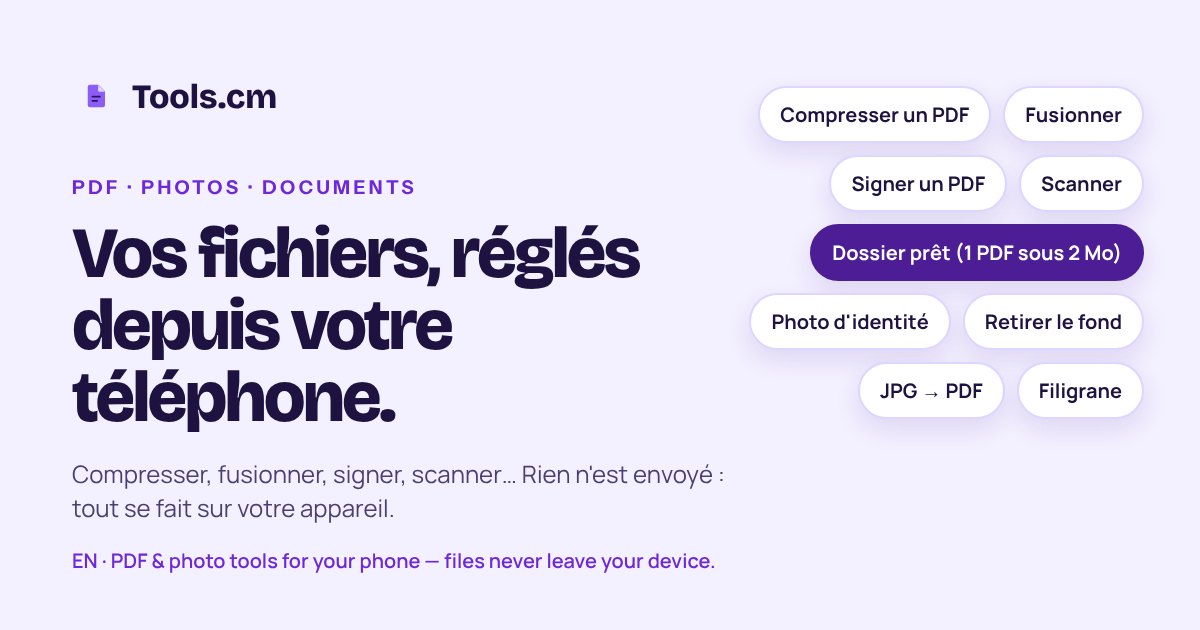 Tools.cm
PDF · PHOTOS · DOCUMENTS
Vos fichiers, réglés
depuis votre
téléphone.
Compresser, fusionner, signer, scanner… Rien n'est envoyé :
tout se fait sur votre appareil.
EN · PDF & photo tools for your phone — files never leave your device.
Compresser un PDF
Fusionner
Signer un PDF
Scanner
Dossier prêt (1 PDF sous 2 Mo)
Photo d'identité
Retirer le fond
JPG → PDF
Filigrane